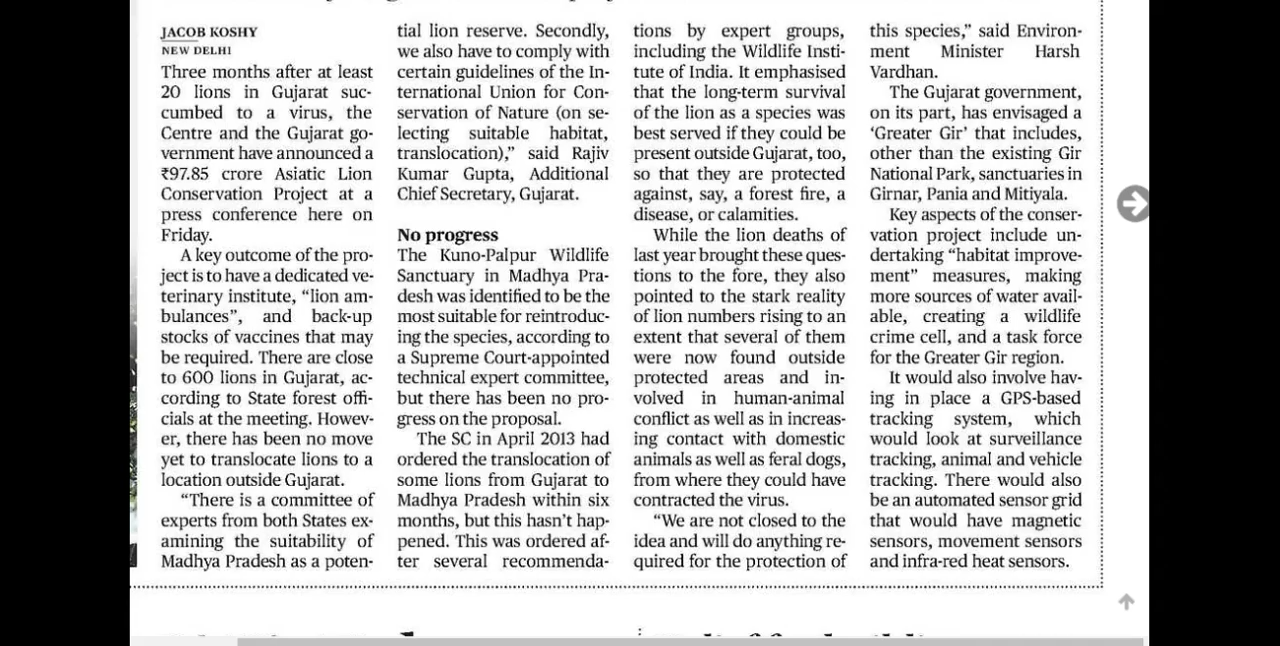 JACOB KOSHY
NEW DELHI
Three months after at least
20 lions in Gujarat suc-
cumbed to a virus, the
Centre and the Gujarat go-
vernment have announced a
₹97.85 crore Asiatic Lion
Conservation Project at a
press conference here on
Friday.
A key outcome of the pro-
ject is to have a dedicated ve-
terinary institute, “lion am-
bulances”, and back-up
stocks of vaccines that may
be required. There are close
to 600 lions in Gujarat, ac-
cording to State forest offi-
cials at the meeting. Howev-
er, there has been no move
yet to translocate lions to a
location outside Gujarat.
“There is a committee of
experts from both States ex-
amining the suitability of
Madhya Pradesh as a poten-
tial lion reserve. Secondly,
we also have to comply with
certain guidelines of the In-
ternational Union for Con-
servation of Nature (on se-
lecting suitable habitat,
translocation),” said Rajiv
Kumar Gupta, Additional
Chief Secretary, Gujarat.
No progress
The Kuno-Palpur Wildlife
Sanctuary in Madhya Pra-
desh was identified to be the
most suitable for reintroduc-
ing the species, according to
a Supreme Court-appointed
technical expert committee,
but there has been no pro-
gress on the proposal.
The SC in April 2013 had
ordered the translocation of
some lions from Gujarat to
Madhya Pradesh within six
months, but this hasn’t hap-
pened. This was ordered af-
ter several recommenda-
tions by expert groups,
including the Wildlife Insti-
tute of India. It emphasised
that the long-term survival
of the lion as a species was
best served if they could be
present outside Gujarat, too,
so that they are protected
against, say, a forest fire, a
disease, or calamities.
While the lion deaths of
last year brought these ques-
tions to the fore, they also
pointed to the stark reality
of lion numbers rising to an
extent that several of them
were now found outside
protected areas and in-
volved in human-animal
conflict as well as in increas-
ing contact with domestic
animals as well as feral dogs,
from where they could have
contracted the virus.
“We are not closed to the
idea and will do anything re-
quired for the protection of
this species,” said Environ-
ment Minister Harsh
Vardhan.
The Gujarat government,
on its part, has envisaged a
‘Greater Gir’ that includes,
other than the existing Gir
National Park, sanctuaries in
Girnar, Pania and Mitiyala.
Key aspects of the conser-
vation project include un-
dertaking “habitat improve-
ment” measures, making
more sources of water avail-
able, creating a wildlife
crime cell, and a task force
for the Greater Gir region.
It would also involve hav-
ing in place a GPS-based
tracking system, which
would look at surveillance
tracking, animal and vehicle
tracking. There would also
be an automated sensor grid
that would have magnetic
sensors, movement sensors
and infra-red heat sensors.